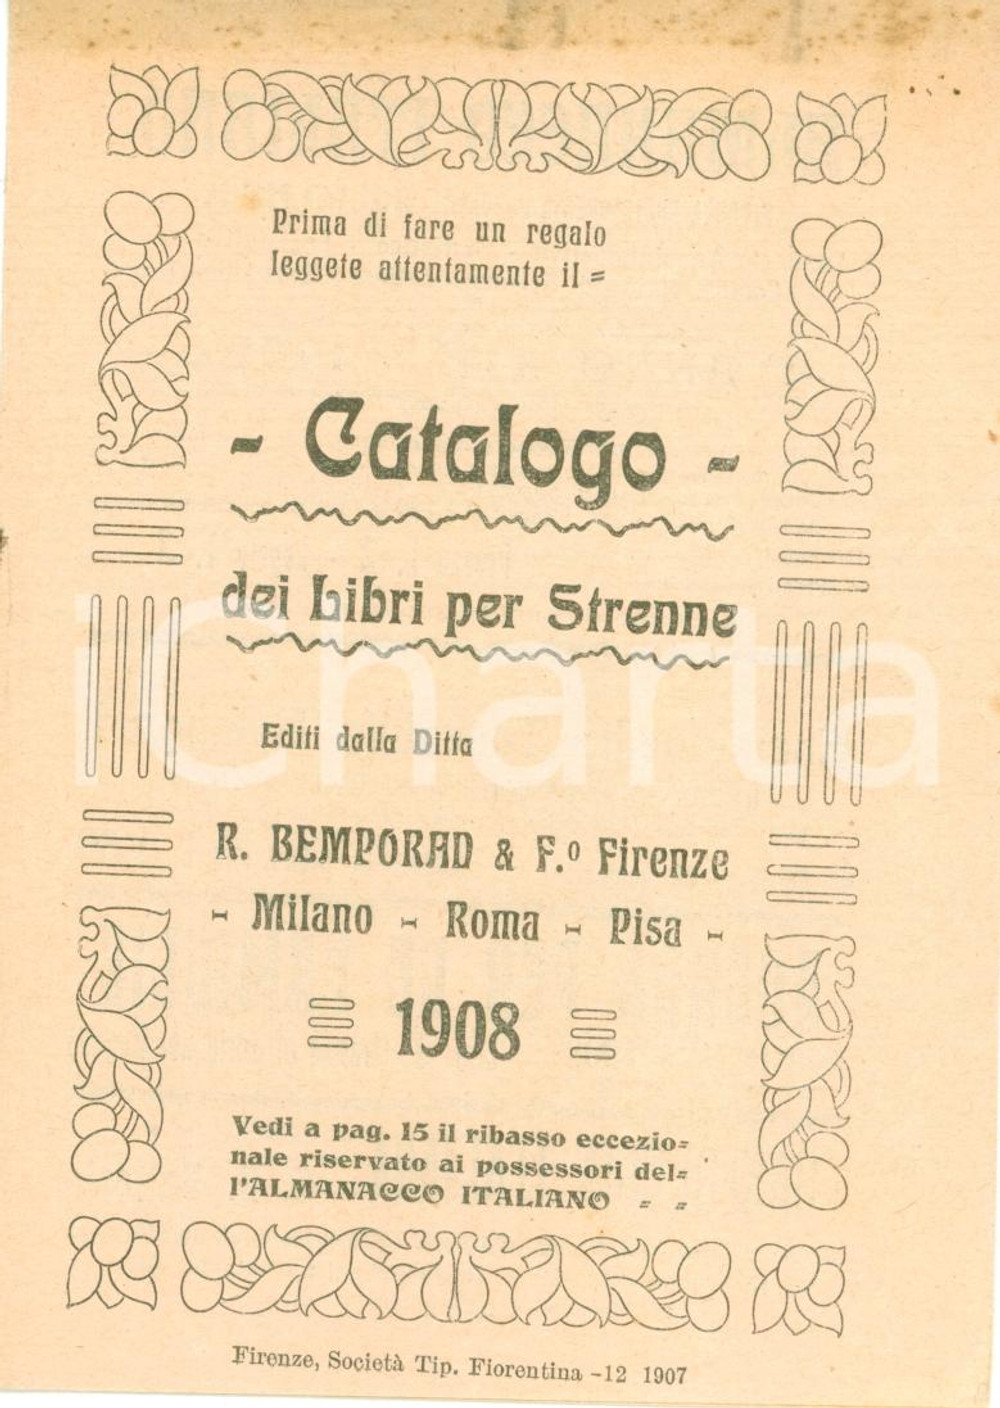 Prima di fare un regalo
leggete attentamente il =
- Catalogo -
dei Libri per Strenne
Editi dalla Ditta
R. BEMPORAD & F.º Firenze
- Milano - Roma - Pisa -
1908
Vedi a pag. 15 il ribasso eccezio=
nale riservato ai possessori del=
l'ALMANACCO ITALIANO = =
Firenze, Società Tip. Fiorentina -12 1907
iCharta